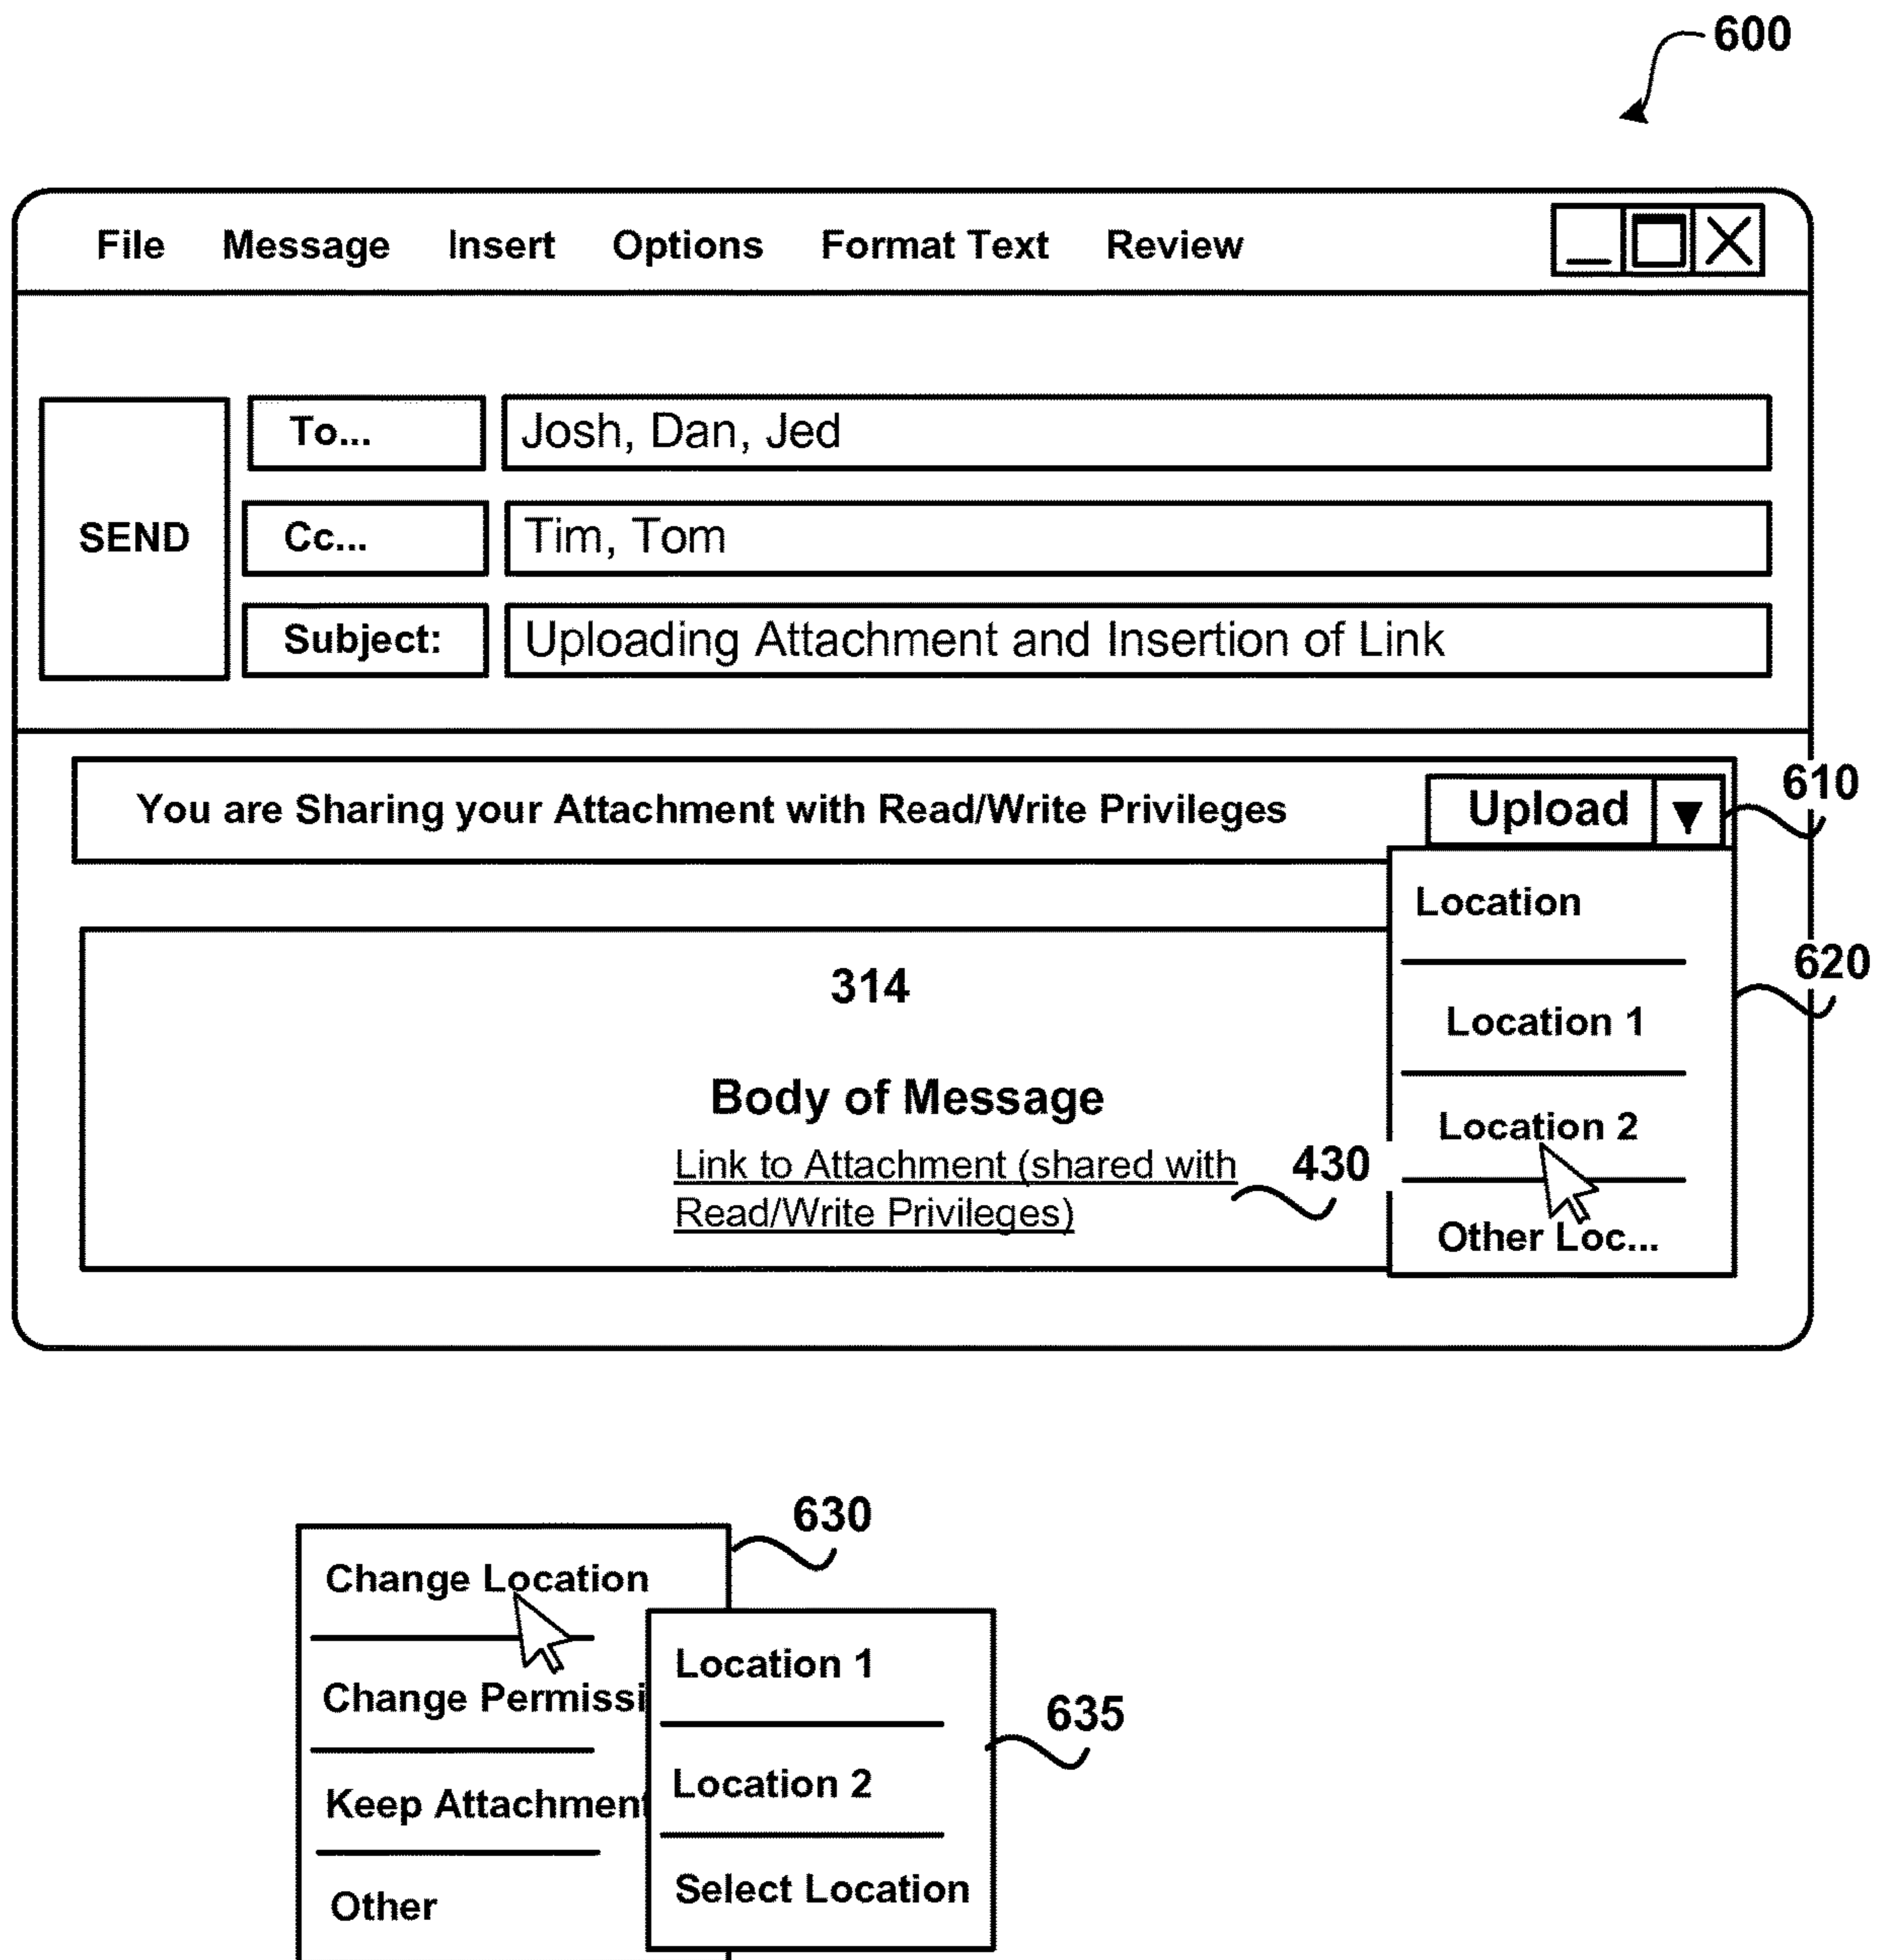 600
File Message Insert Options Format Text Review
To... Josh, Dan, Jed
SEND Cc... Tim, Tom
Subject: Uploading Attachment and Insertion of Link
You are Sharing your Attachment with Read/Write Privileges Upload 610
Location
620
314
Location 1
Body of Message
Location 2
Link to Attachment (shared with 430
Read/Write Privileges)
Other Loc...
630
Change Location
Location 1
Change Permissi
635
Location 2
Keep Attachment
Select Location
Other